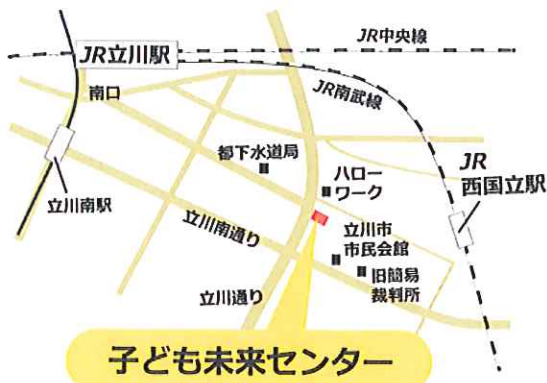 JR中央線
JR立川駅
JR南武線
南口
都下水道局
ハロー
ワーク
JR
西国立駅
立川南駅
立川南通り
立川市
市民会館
旧簡易
裁判所
立川通り
子ども未来センター